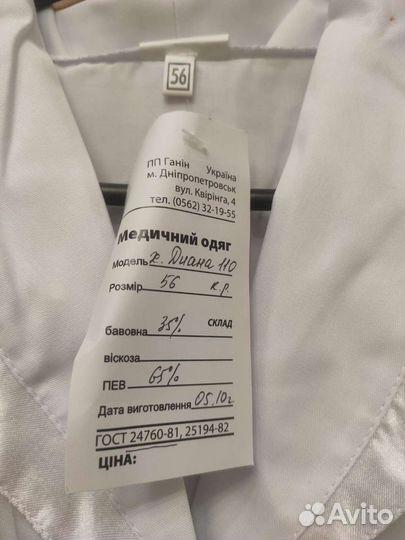 56
ПП Ганін Україна
м. Дніпропетровськ
вул. Квірінга, 4
тел. (0562) 32-19-55
Медичний одяг
Модель х. Диана 110
Розмір 56 к.р.
СКЛАД
бавовна 35%
віскоза
ПЕВ 65%
Дата виготовлення 05.10г
ГОСТ 24760-81, 25194-82
ЦІНА:
Avito